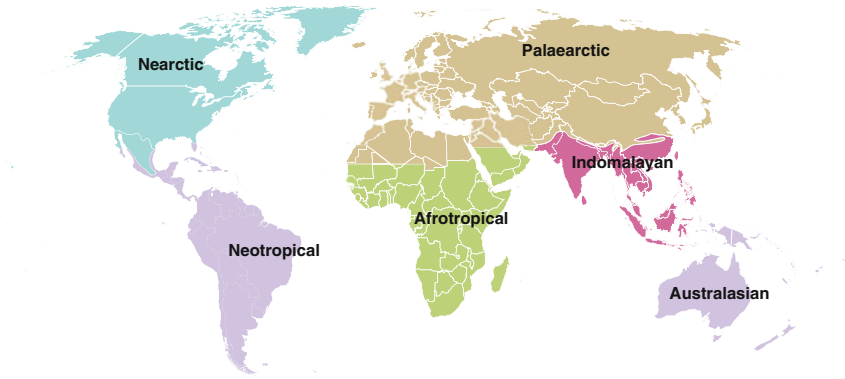 Nearctic
Palaearctic
Indomalayan
Afrotropical
Neotropical
Australasian